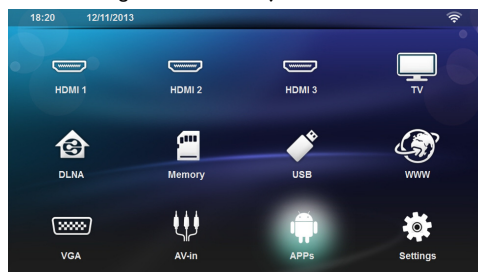 18:20 12/11/2013
HDMI 1 HDMI 2 HDMI 3 TV
DLNA Memory USB WWW
VGA AV-in APPs Settings